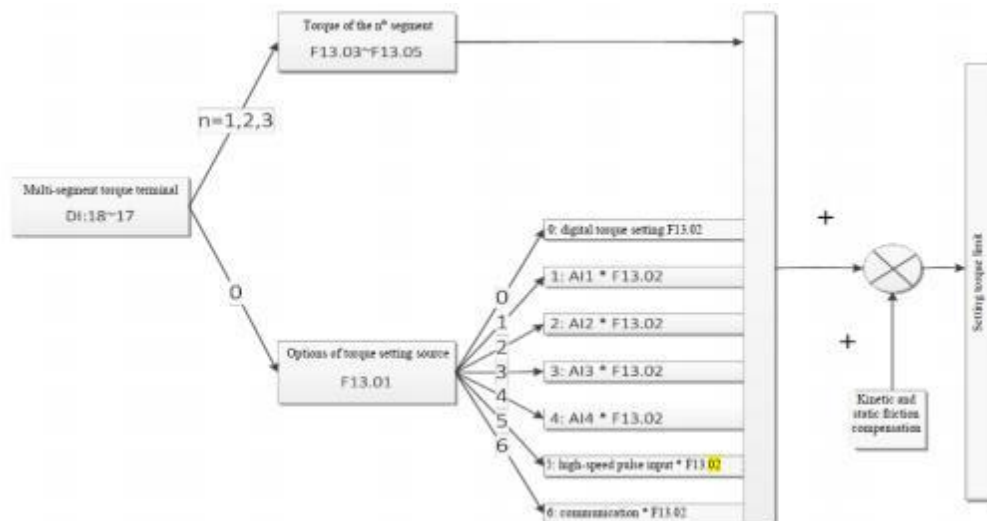 Torque of the nth segment
F13.03~F13.05
n=1,2,3
Multi-segment torque terminal
DI:18~17
0
Options of torque setting source
F13.01
0
1
2
3
4
5
6
0: digital torque setting F13.02
1: AI1 * F13.02
2: AI2 * F13.02
3: AI3 * F13.02
4: AI4 * F13.02
5: high-speed pulse input * F13.02
6: communication * F13.02
+
+
Kinetic and
static friction
compensation
Setting torque limit